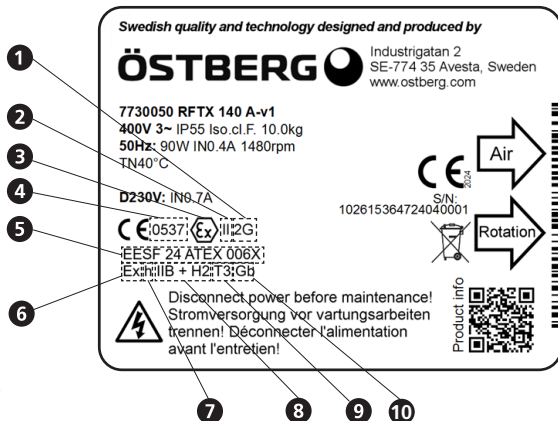 Swedish quality and technology designed and produced by
ÖSTBERG
Industrigatan 2
SE-774 35 Avesta, Sweden
www.ostberg.com
7730050 RFTX 140 A-v1
400V 3~ IP55 Iso.cl.F. 10.0kg
50Hz: 90W IN0.4A 1480rpm
TN40°C
D230V: IN0.7A
CE 0537 Ex II 2G
EESF 24 ATEX 006X
Ex h IIB + H2 T3 Gb
CE 2024
S/N:
102615364724040001
Air
Rotation
Product info
Disconnect power before maintenance!
Stromversorgung vor vartungsarbeiten
trennen! Déconnecter l'alimentation
avant l'entretien!
1
2
3
4
5
6
7
8
9
10